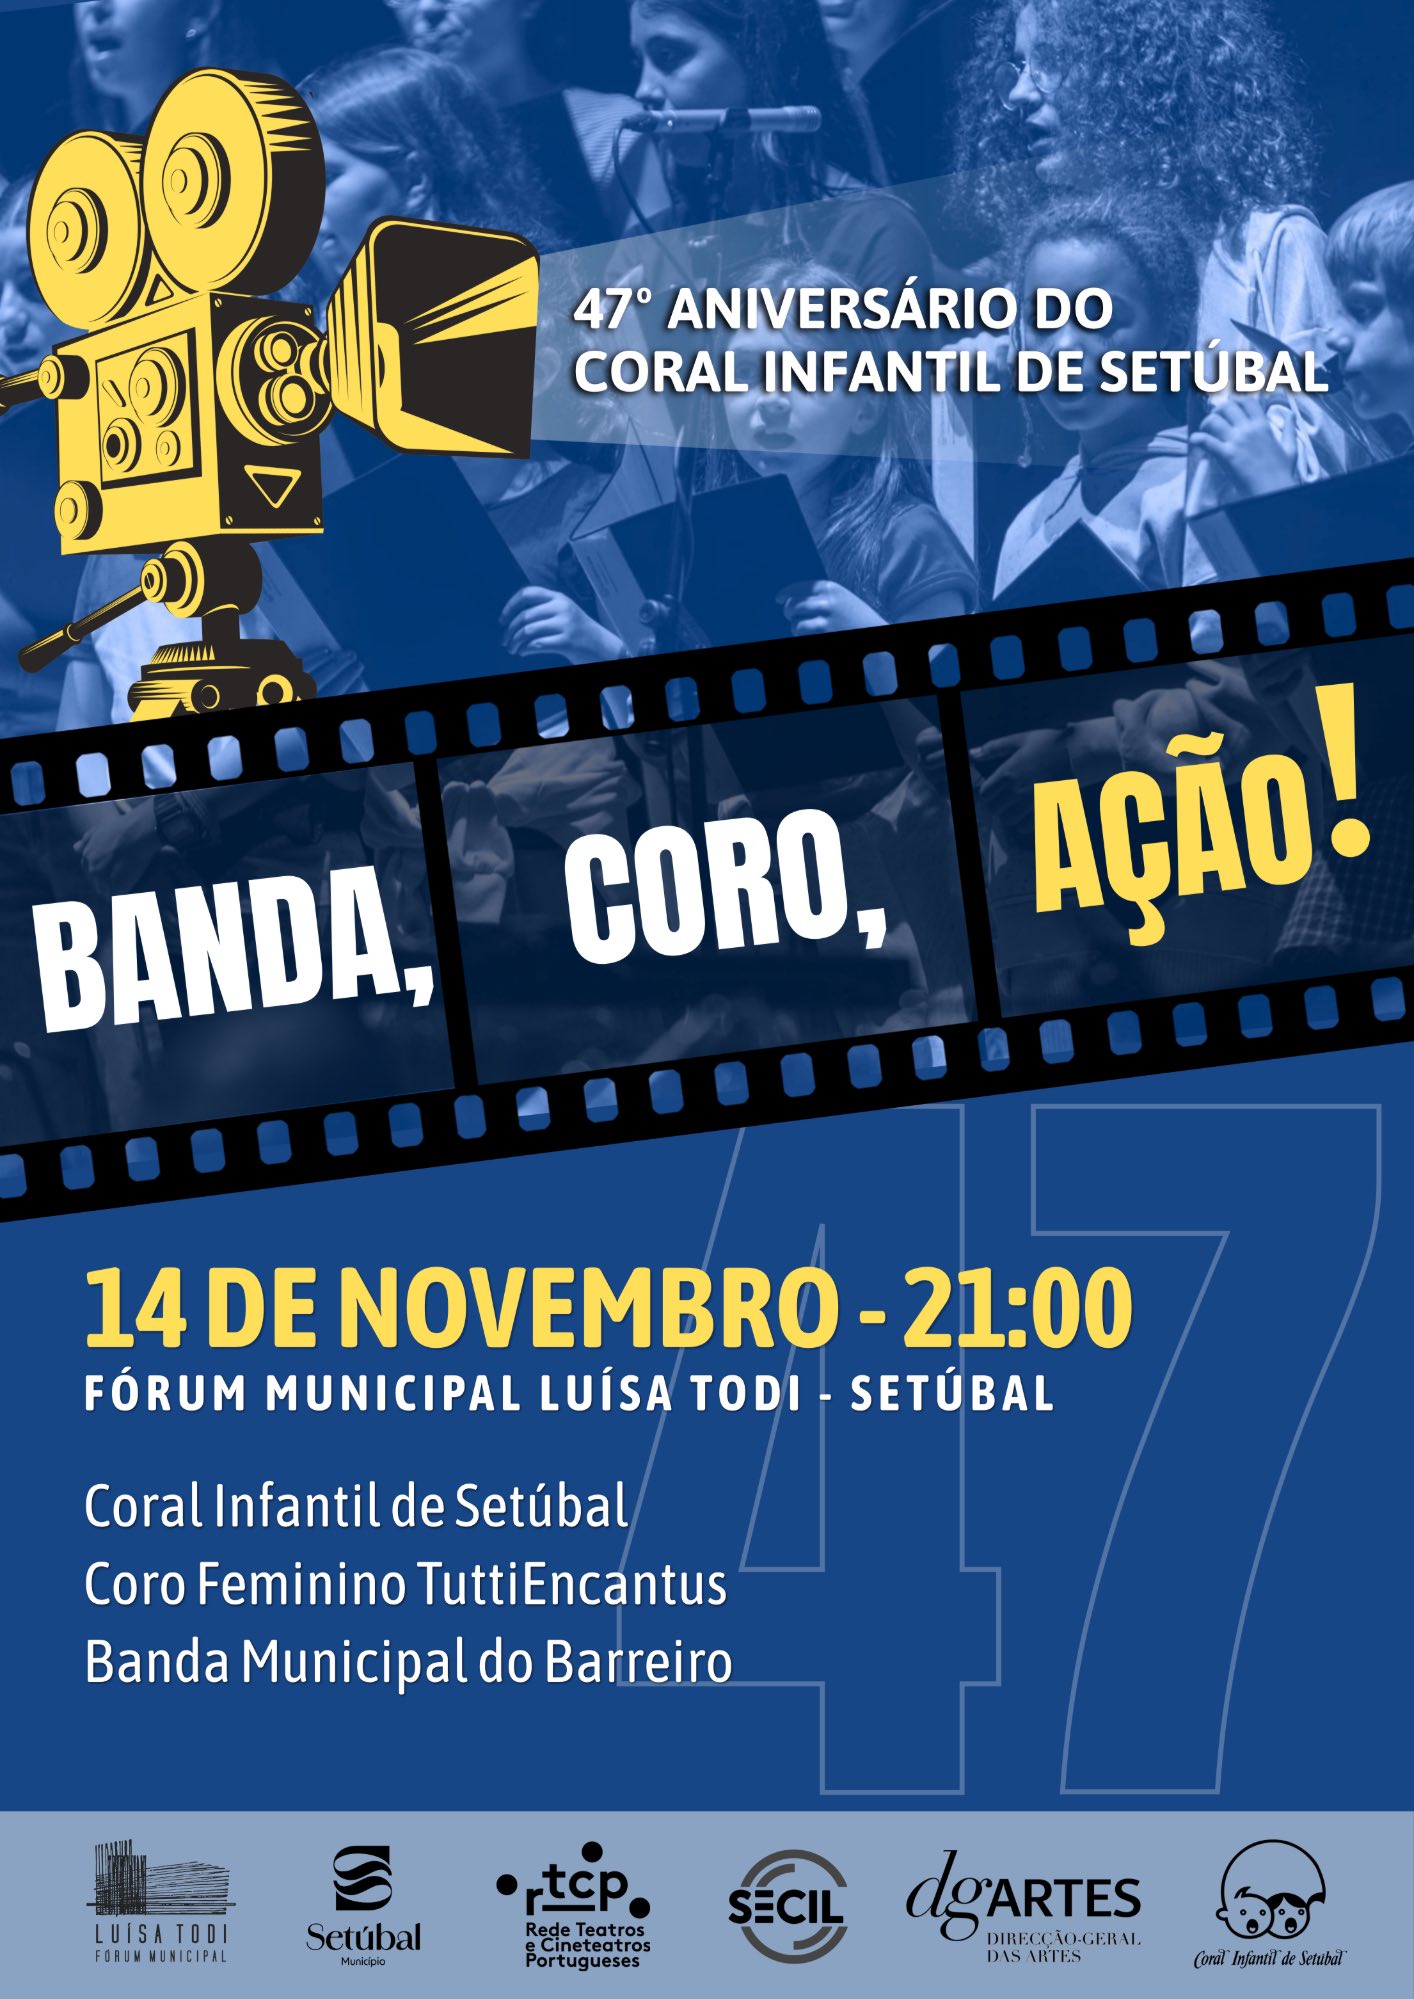 47º ANIVERSÁRIO DO
CORAL INFANTIL DE SETÚBAL
BANDA, CORO, AÇÃO!
47
14 DE NOVEMBRO - 21:00
FÓRUM MUNICIPAL LUÍSA TODI - SETÚBAL
Coral Infantil de Setúbal
Coro Feminino TuttiEncantus
Banda Municipal do Barreiro
LUÍSA TODI
FÓRUM MUNICIPAL
Setúbal
Município
rtcp
Rede Teatros
e Cineteatros
Portugueses
SECIL
dgARTES
DIRECÇÃO-GERAL
DAS ARTES
Coral Infantil de Setúbal